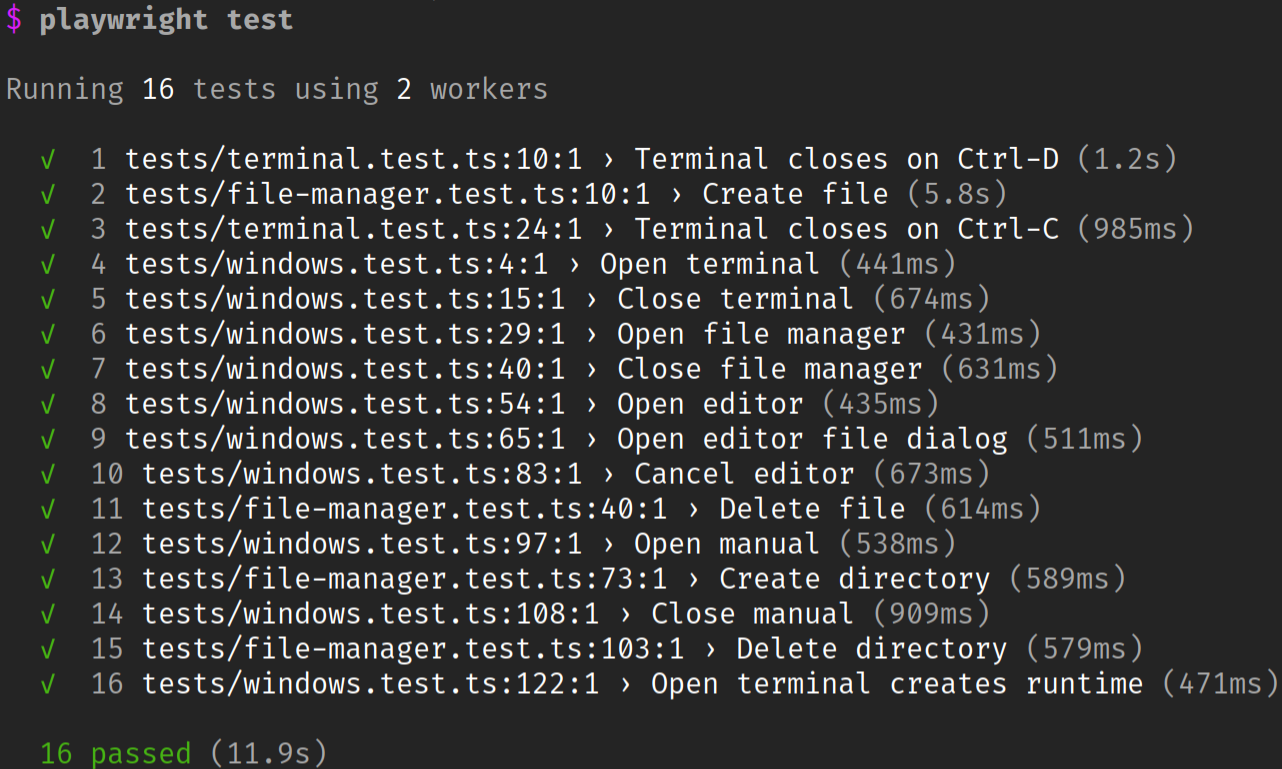 $ playwright test
Running 16 tests using 2 workers
✓ 1 tests/terminal.test.ts:10:1 › Terminal closes on Ctrl-D (1.2s)
✓ 2 tests/file-manager.test.ts:10:1 › Create file (5.8s)
✓ 3 tests/terminal.test.ts:24:1 › Terminal closes on Ctrl-C (985ms)
✓ 4 tests/windows.test.ts:4:1 › Open terminal (441ms)
✓ 5 tests/windows.test.ts:15:1 › Close terminal (674ms)
✓ 6 tests/windows.test.ts:29:1 › Open file manager (431ms)
✓ 7 tests/windows.test.ts:40:1 › Close file manager (631ms)
✓ 8 tests/windows.test.ts:54:1 › Open editor (435ms)
✓ 9 tests/windows.test.ts:65:1 › Open editor file dialog (511ms)
✓ 10 tests/windows.test.ts:83:1 › Cancel editor (673ms)
✓ 11 tests/file-manager.test.ts:40:1 › Delete file (614ms)
✓ 12 tests/windows.test.ts:97:1 › Open manual (538ms)
✓ 13 tests/file-manager.test.ts:73:1 › Create directory (589ms)
✓ 14 tests/windows.test.ts:108:1 › Close manual (909ms)
✓ 15 tests/file-manager.test.ts:103:1 › Delete directory (579ms)
✓ 16 tests/windows.test.ts:122:1 › Open terminal creates runtime (471ms)
16 passed (11.9s)